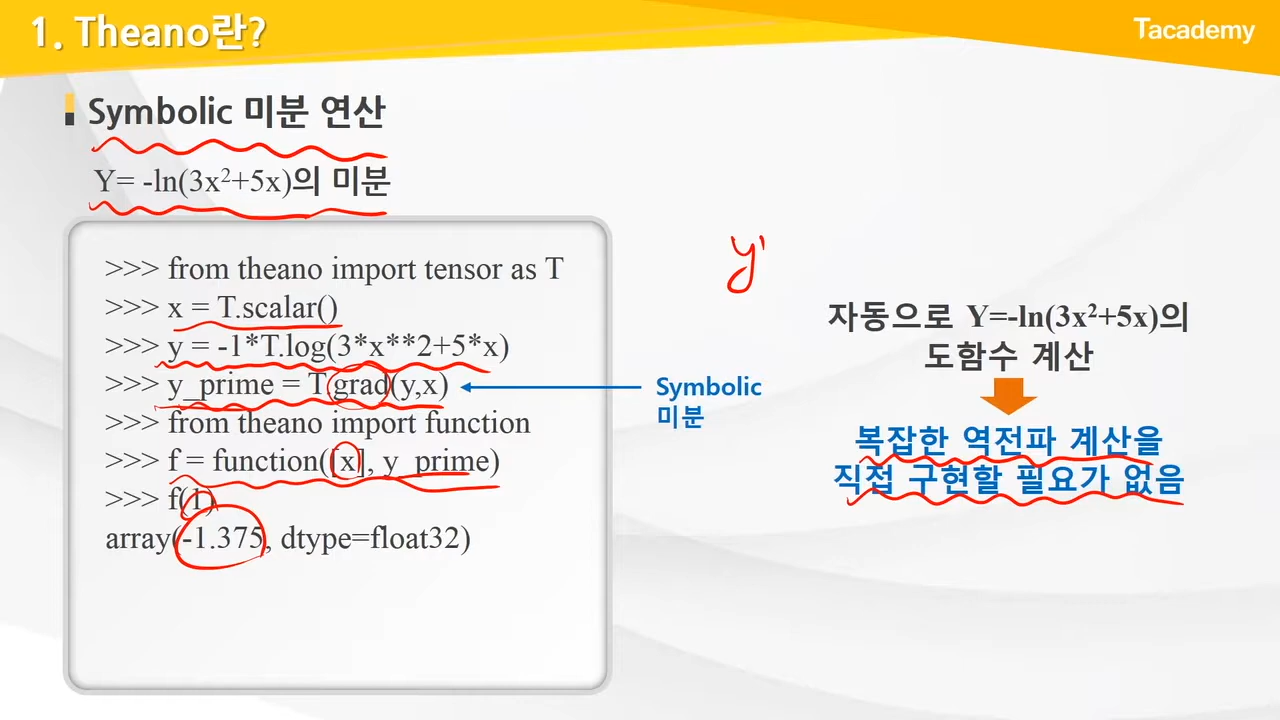 1. Theano란?
Tacademy
Symbolic 미분 연산
Y= -ln(3x²+5x)의 미분
>>> from theano import tensor as T
>>> x = T.scalar()
>>> y = -1*T.log(3*x**2+5*x)
>>> y_prime = T.grad(y,x)
>>> from theano import function
>>> f = function([x], y_prime)
>>> f(1)
array(-1.375, dtype=float32)
y'
Symbolic
미분
자동으로 Y=-ln(3x²+5x)의
도함수 계산
복잡한 역전파 계산을
직접 구현할 필요가 없음